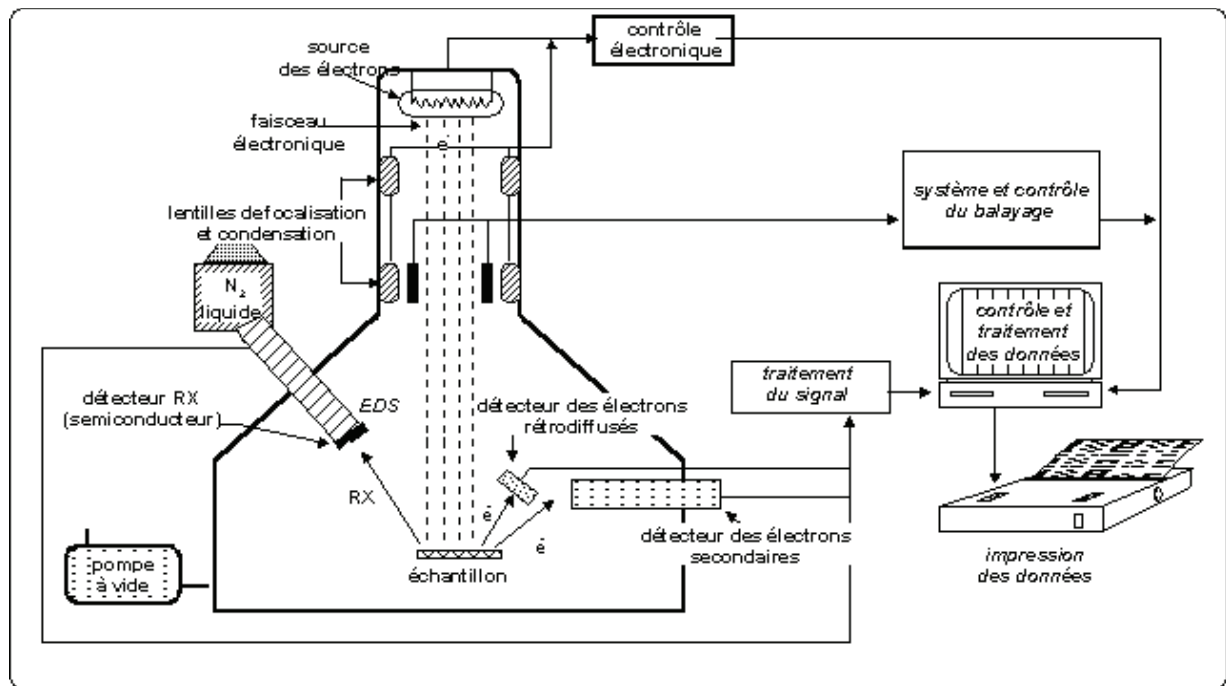 contrôle
électronique
source
des électrons
faisceau
électronique
e⁻
lentilles defocalisation
et condensation
système et contrôle
du balayage
N₂
liquide
contrôle et
traitement
des données
traitement
du signal
détecteur RX
(semiconducteur)
EDS
détecteur des électrons
rétrodiffusés
RX
é
é
détecteur des électrons
secondaires
échantillon
pompe
à vide
impression
des données